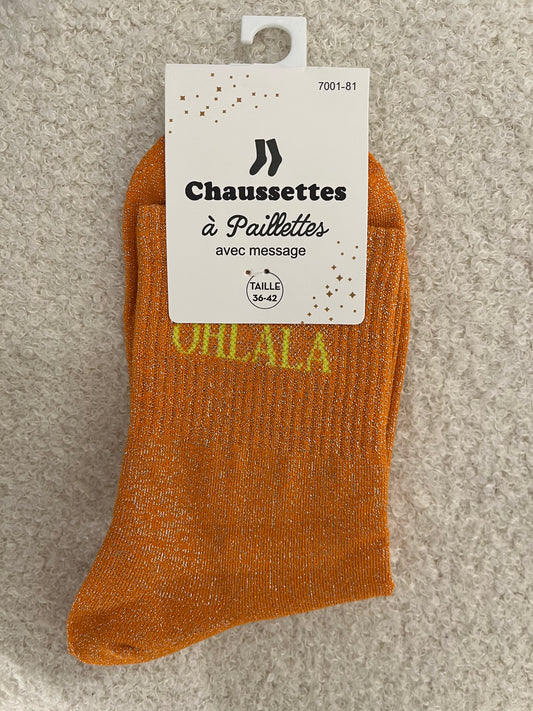 7001-81
Chaussettes
à Paillettes
avec message
TAILLE
36-42
OHLALA